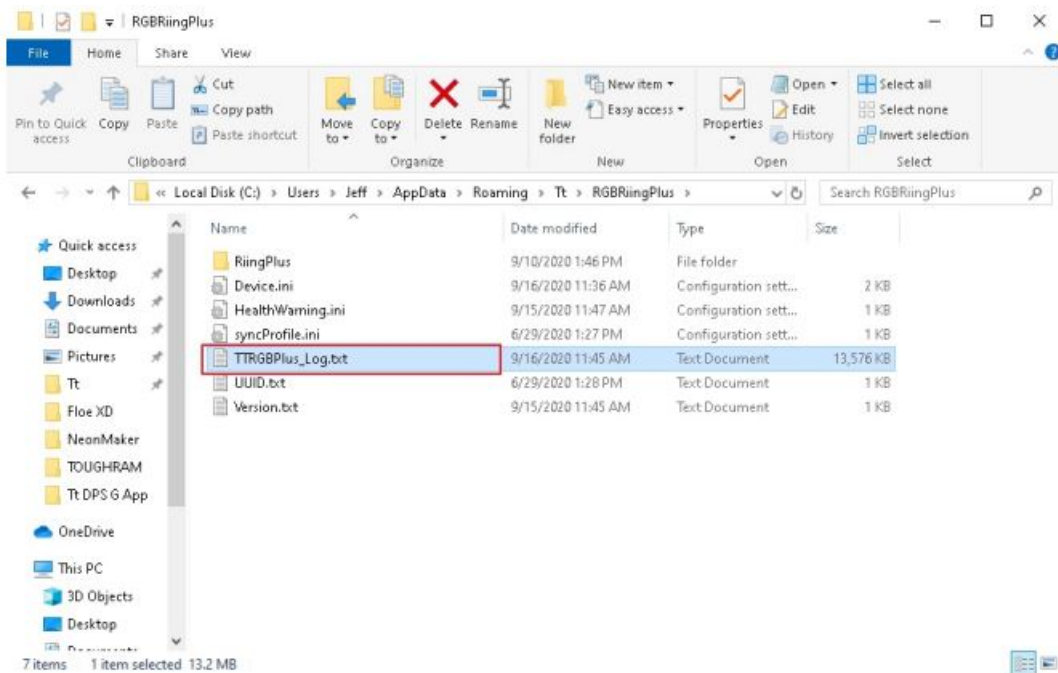 RGBRiingPlus
File Home Share View
Pin to Quick access
Copy
Paste
Cut
Copy path
Paste shortcut
Clipboard
Move to
Copy to
Delete
Rename
Organize
New folder
New item
Easy access
New
Properties
Open
Edit
History
Open
Select all
Select none
Invert selection
Select
« Local Disk (C:) > Users > Jeff > AppData > Roaming > Tt > RGBRiingPlus >
Search RGBRiingPlus
Quick access
Desktop
Downloads
Documents
Pictures
Tt
Floe XD
NeonMaker
TOUGHRAM
Tt DPS G App
OneDrive
This PC
3D Objects
Desktop
Documents
Name Date modified Type Size
RiingPlus 9/10/2020 1:46 PM File folder
Device.ini 9/16/2020 11:36 AM Configuration sett... 2 KB
HealthWarning.ini 9/15/2020 11:47 AM Configuration sett... 1 KB
syncProfile.ini 6/29/2020 1:27 PM Configuration sett... 1 KB
TTRGBPlus_Log.txt 9/16/2020 11:45 AM Text Document 13,576 KB
UUID.txt 6/29/2020 1:28 PM Text Document 1 KB
Version.txt 9/15/2020 11:45 AM Text Document 1 KB
7 items 1 item selected 13.2 MB